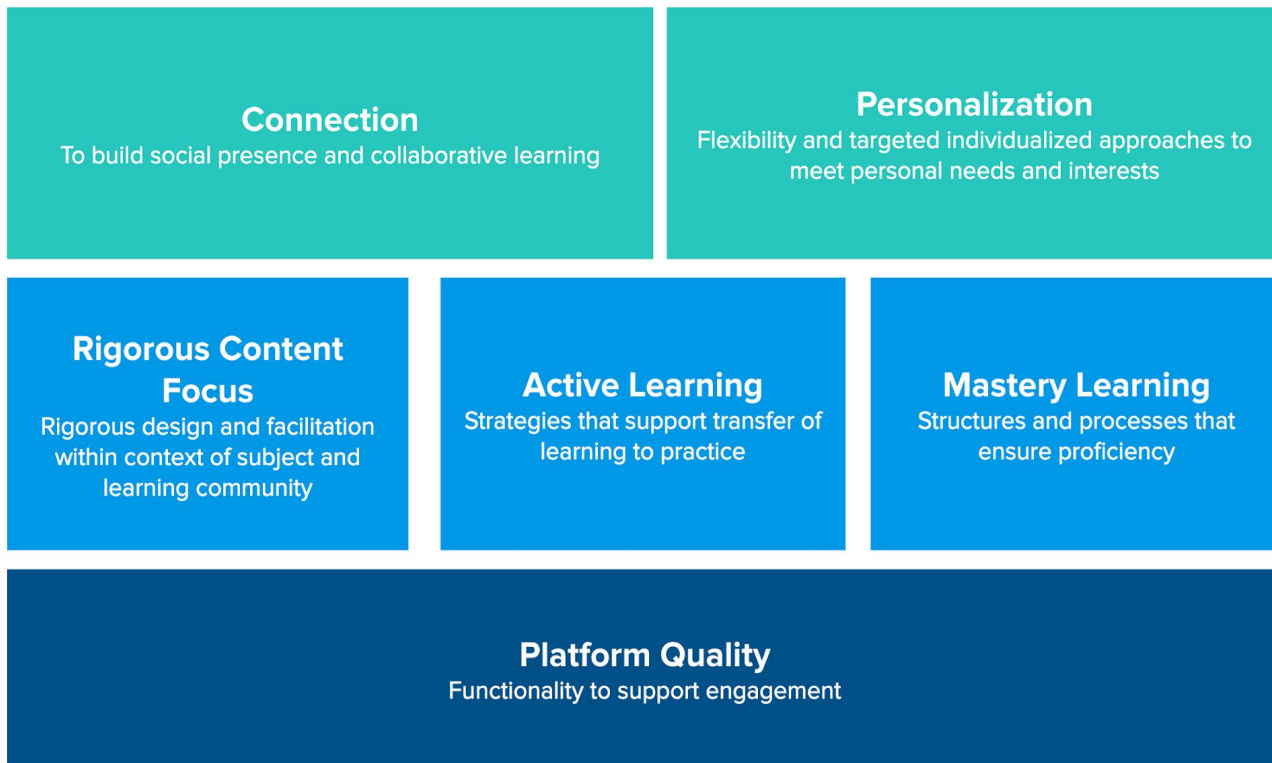 Connection
To build social presence and collaborative learning
Personalization
Flexibility and targeted individualized approaches to
meet personal needs and interests
Rigorous Content
Focus
Rigorous design and facilitation
within context of subject and
learning community
Active Learning
Strategies that support transfer of
learning to practice
Mastery Learning
Structures and processes that
ensure proficiency
Platform Quality
Functionality to support engagement